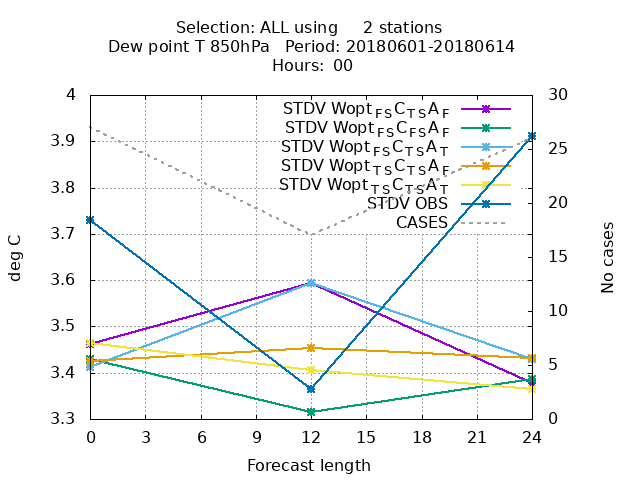 Selection: ALL using 2 stations
Dew point T 850hPa Period: 20180601-20180614
Hours: 00
4
3.9
3.8
3.7
3.6
3.5
3.4
3.3
30
25
20
15
10
5
0
0 3 6 9 12 15 18 21 24
deg C
No cases
Forecast length
STDV Wopt_FS C_TS A_F
STDV Wopt_FS C_FS A_F
STDV Wopt_FS C_TS A_T
STDV Wopt_TS C_TS A_F
STDV Wopt_TS C_TS A_T
STDV OBS
CASES